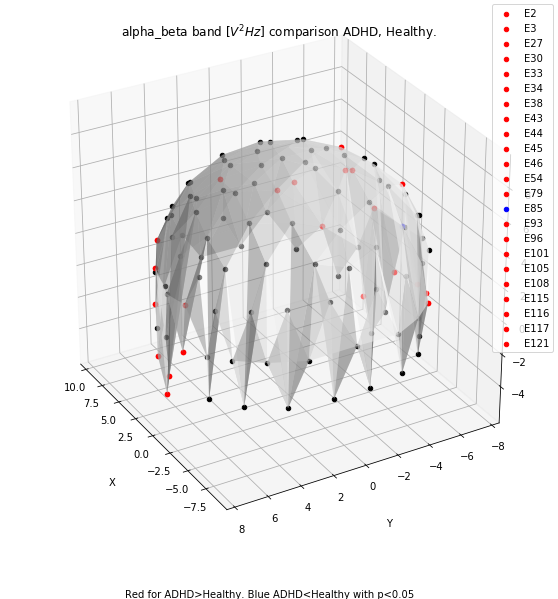 alpha_beta band [V²Hz] comparison ADHD, Healthy.
E2
E3
E27
E30
E33
E34
E38
E43
E44
E45
E46
E54
E79
E85
E93
E96
E101
E105
E108
E115
E116
E117
E121
−2
−4
10.0
7.5
5.0
2.5
0.0
−2.5
−5.0
−7.5
X
8
6
4
2
0
−2
−4
−6
−8
Y
Red for ADHD>Healthy. Blue ADHD<Healthy with p<0.05